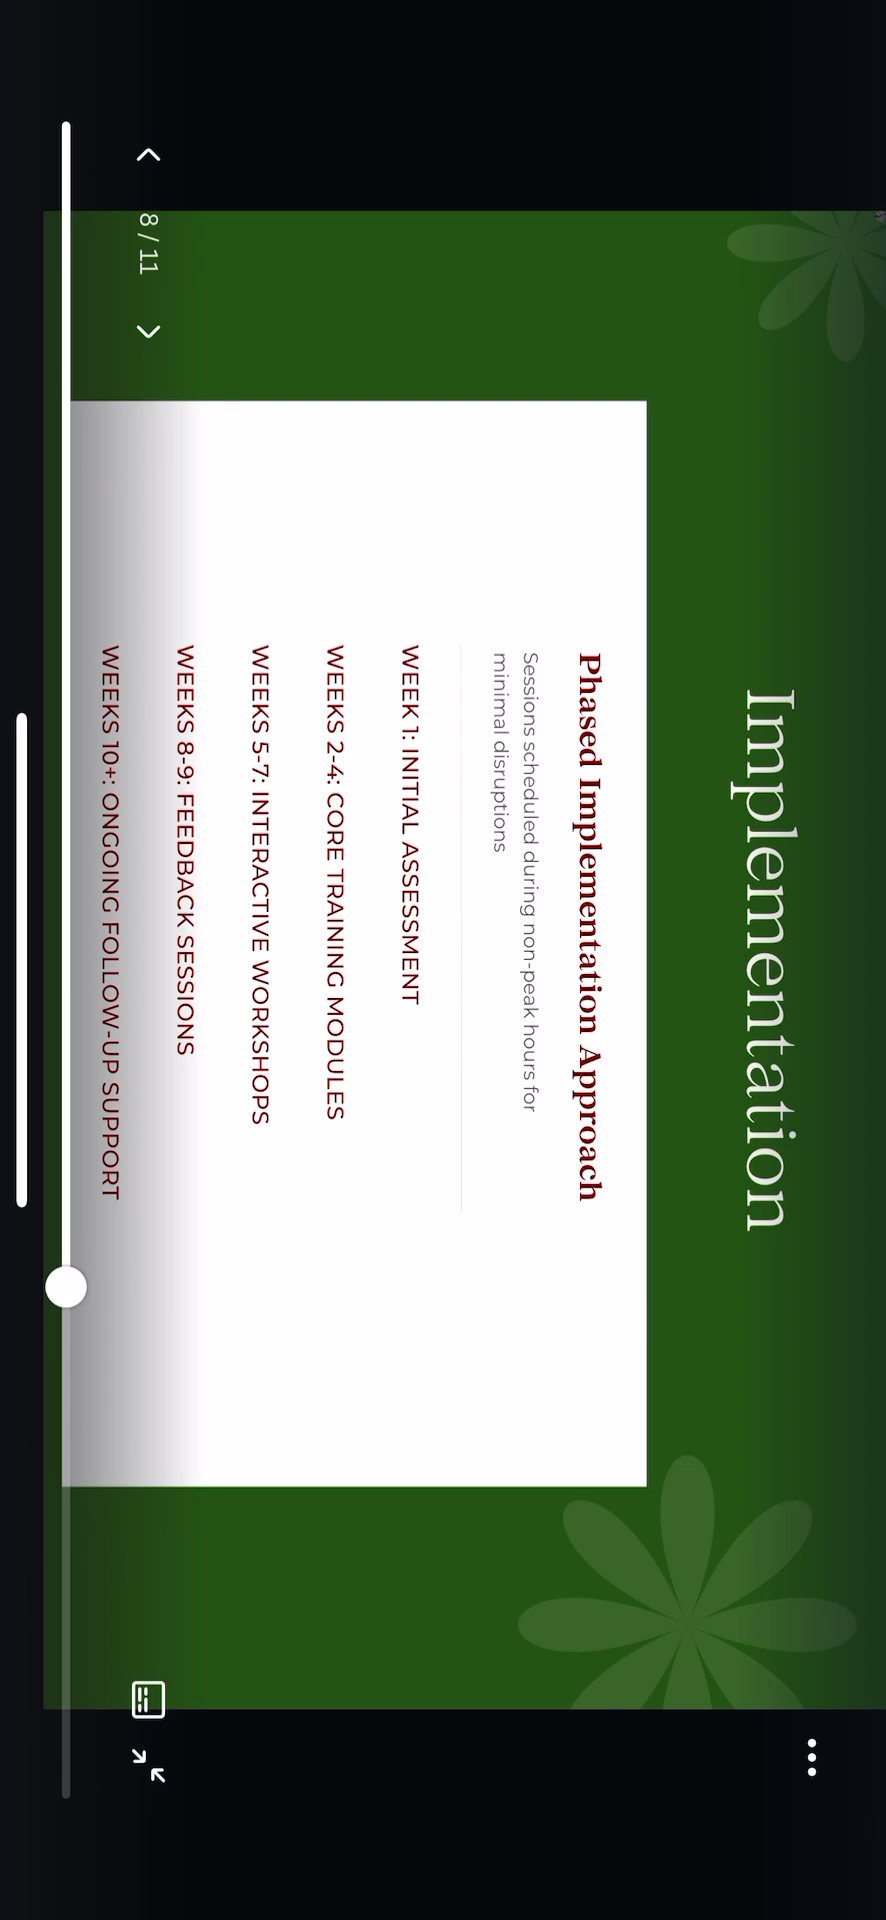 Implementation
Phased Implementation Approach
Sessions scheduled during non-peak hours for
minimal disruptions
WEEK 1: INITIAL ASSESSMENT
WEEKS 2-4: CORE TRAINING MODULES
WEEKS 5-7: INTERACTIVE WORKSHOPS
WEEKS 8-9: FEEDBACK SESSIONS
WEEKS 10+: ONGOING FOLLOW-UP SUPPORT
8 / 11